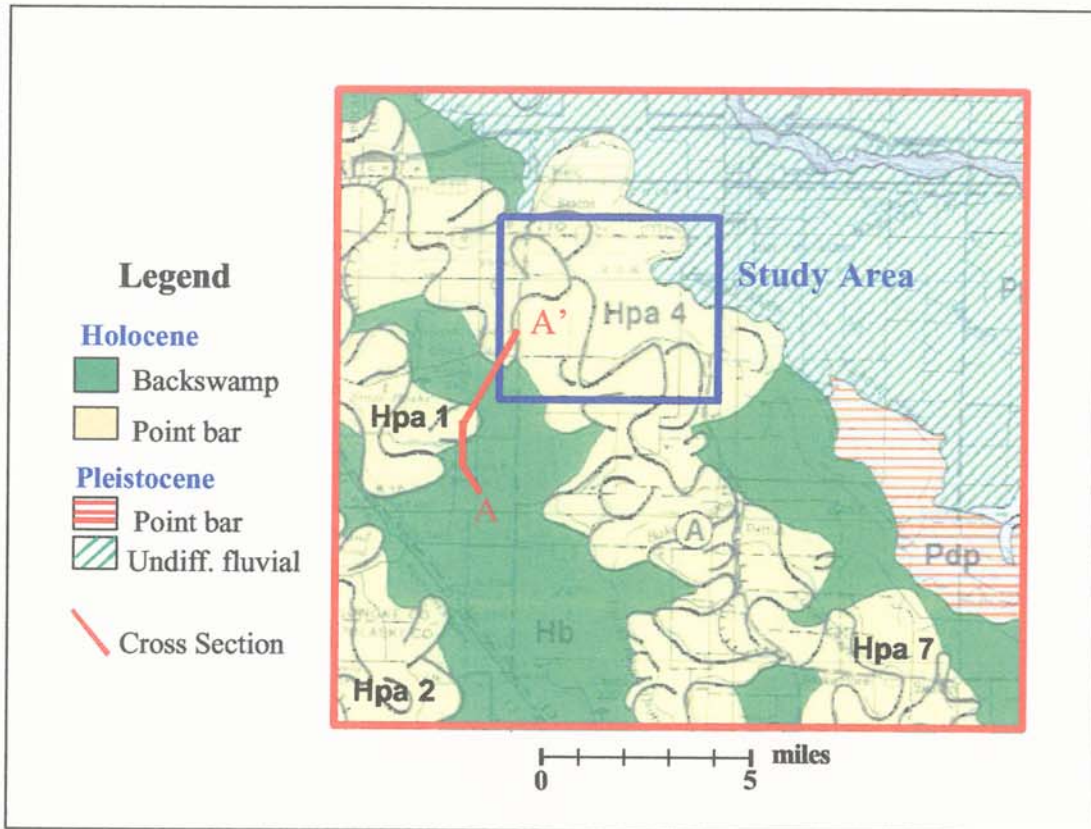 Legend
Holocene
Backswamp
Point bar
Pleistocene
Point bar
Undiff. fluvial
Cross Section
Study Area
Hpa 4
A'
Hpa 1
A
A
Pdp
Hb
Hpa 7
Hpa 2
miles
0 5